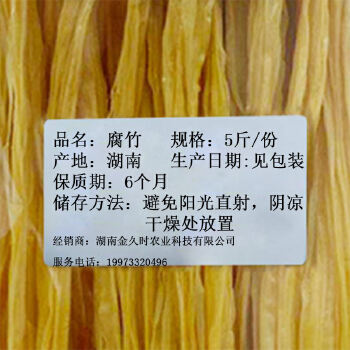 品名：腐竹 规格：5斤/份
产地：湖南 生产日期:见包装
保质期：6个月
储存方法：避免阳光直射，阴凉
干燥处放置
经销商：湖南金久时农业科技有限公司
服务电话：19973320496